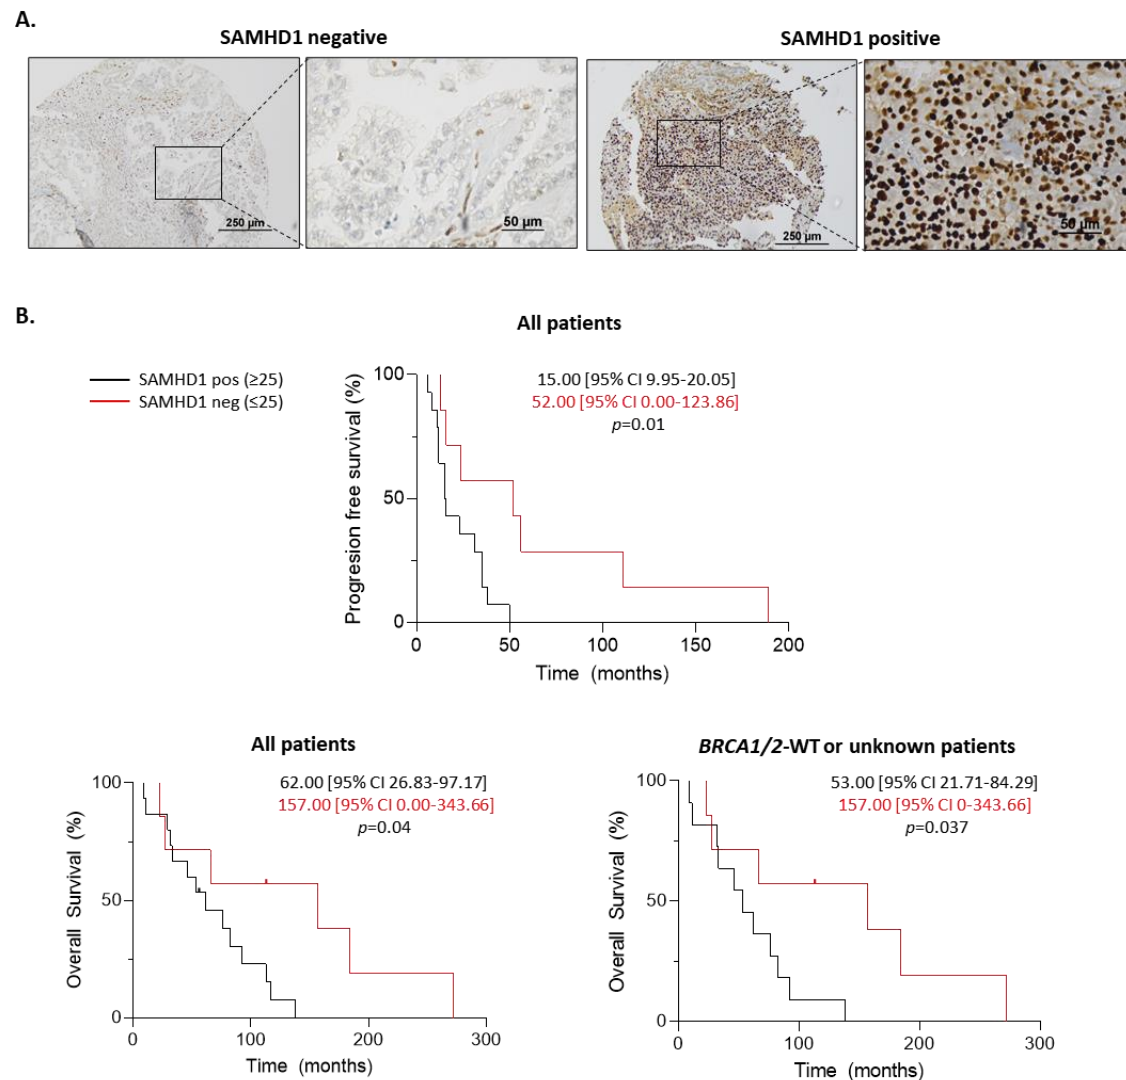 A.
SAMHD1 negative
SAMHD1 positive
250 µm
50 µm
250 µm
50 µm
B.
All patients
SAMHD1 pos (≥25)
SAMHD1 neg (≤25)
15.00 [95% CI 9.95-20.05]
52.00 [95% CI 0.00-123.86]
p=0.01
Progresion free survival (%)
100
50
0
0 50 100 150 200
Time (months)
All patients
62.00 [95% CI 26.83-97.17]
157.00 [95% CI 0.00-343.66]
p=0.04
Overall Survival (%)
100
50
0
0 100 200 300
Time (months)
BRCA1/2-WT or unknown patients
53.00 [95% CI 21.71-84.29]
157.00 [95% CI 0-343.66]
p=0.037
Overall Survival (%)
100
50
0
0 100 200 300
Time (months)